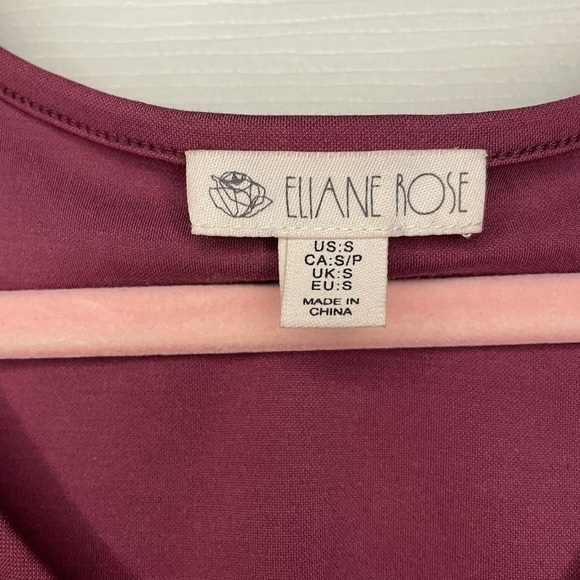 ELIANE ROSE
US:S
CA:S/P
UK:S
EU:S
MADE IN
CHINA